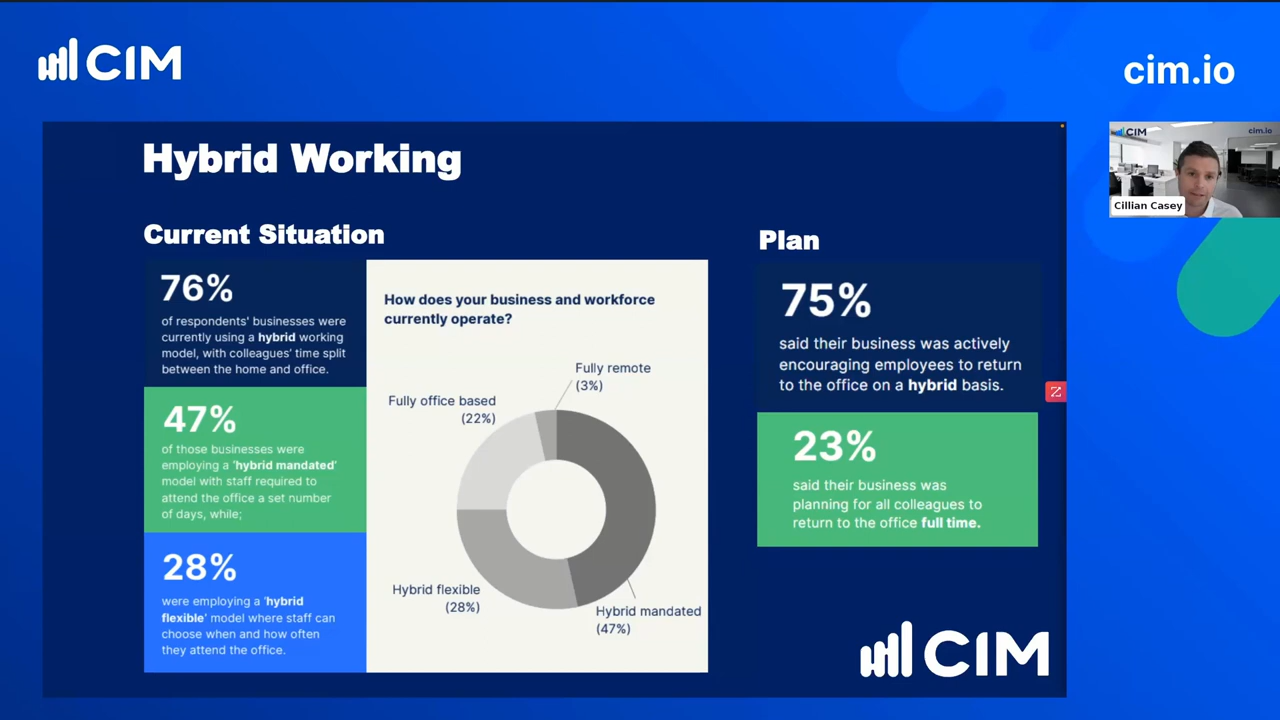 CIM
cim.io
CIM
cim.io
Cillian Casey
Hybrid Working
Current Situation
76%
of respondents' businesses were
currently using a hybrid working
model, with colleagues' time split
between the home and office.
47%
of those businesses were
employing a 'hybrid mandated'
model with staff required to
attend the office a set number
of days, while;
28%
were employing a 'hybrid
flexible' model where staff can
choose when and how often
they attend the office.
How does your business and workforce
currently operate?
Fully remote
(3%)
Fully office based
(22%)
Hybrid flexible
(28%)
Hybrid mandated
(47%)
Plan
75%
said their business was actively
encouraging employees to return
to the office on a hybrid basis.
23%
said their business was
planning for all colleagues to
return to the office full time.
CIM